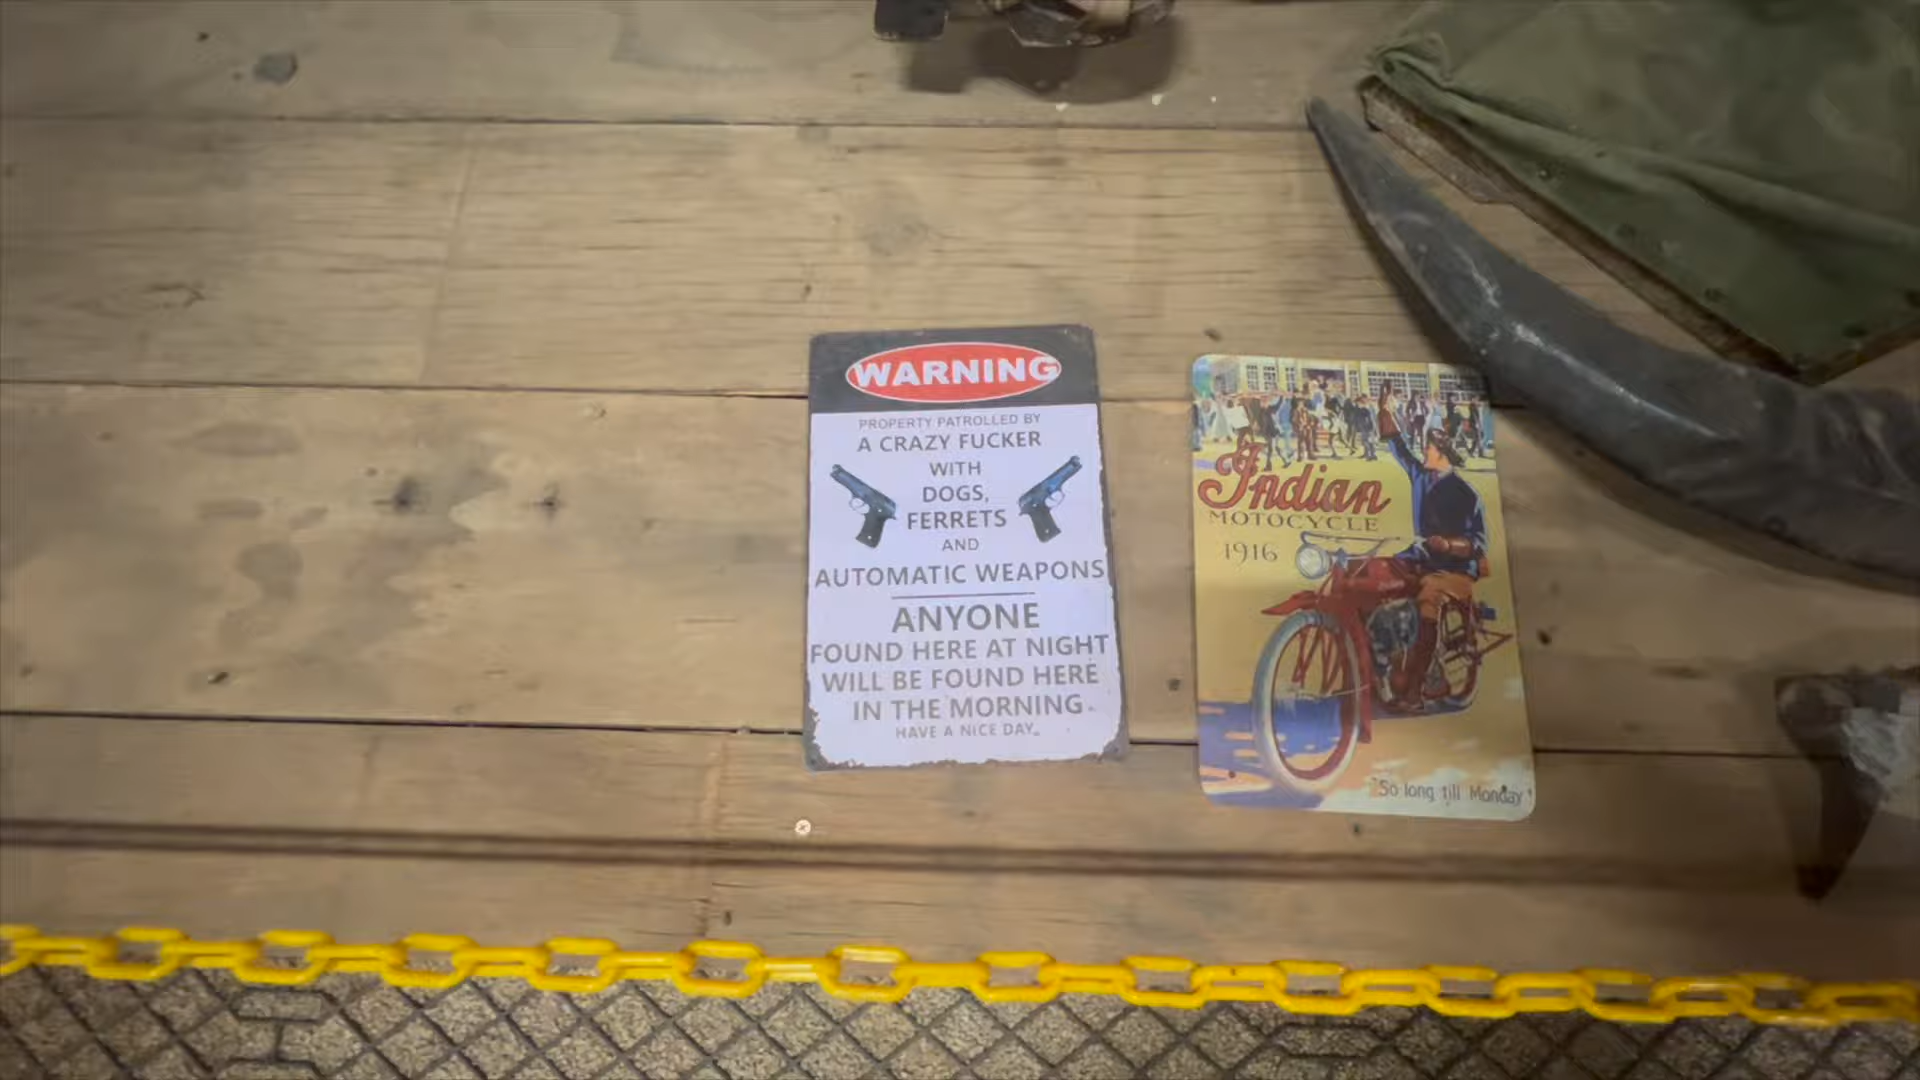 WARNING
PROPERTY PATROLLED BY
A CRAZY FUCKER
WITH
DOGS,
FERRETS
AND
AUTOMATIC WEAPONS
ANYONE
FOUND HERE AT NIGHT
WILL BE FOUND HERE
IN THE MORNING.
HAVE A NICE DAY.
Indian
MOTOCYCLE
1916
"So long till Monday"